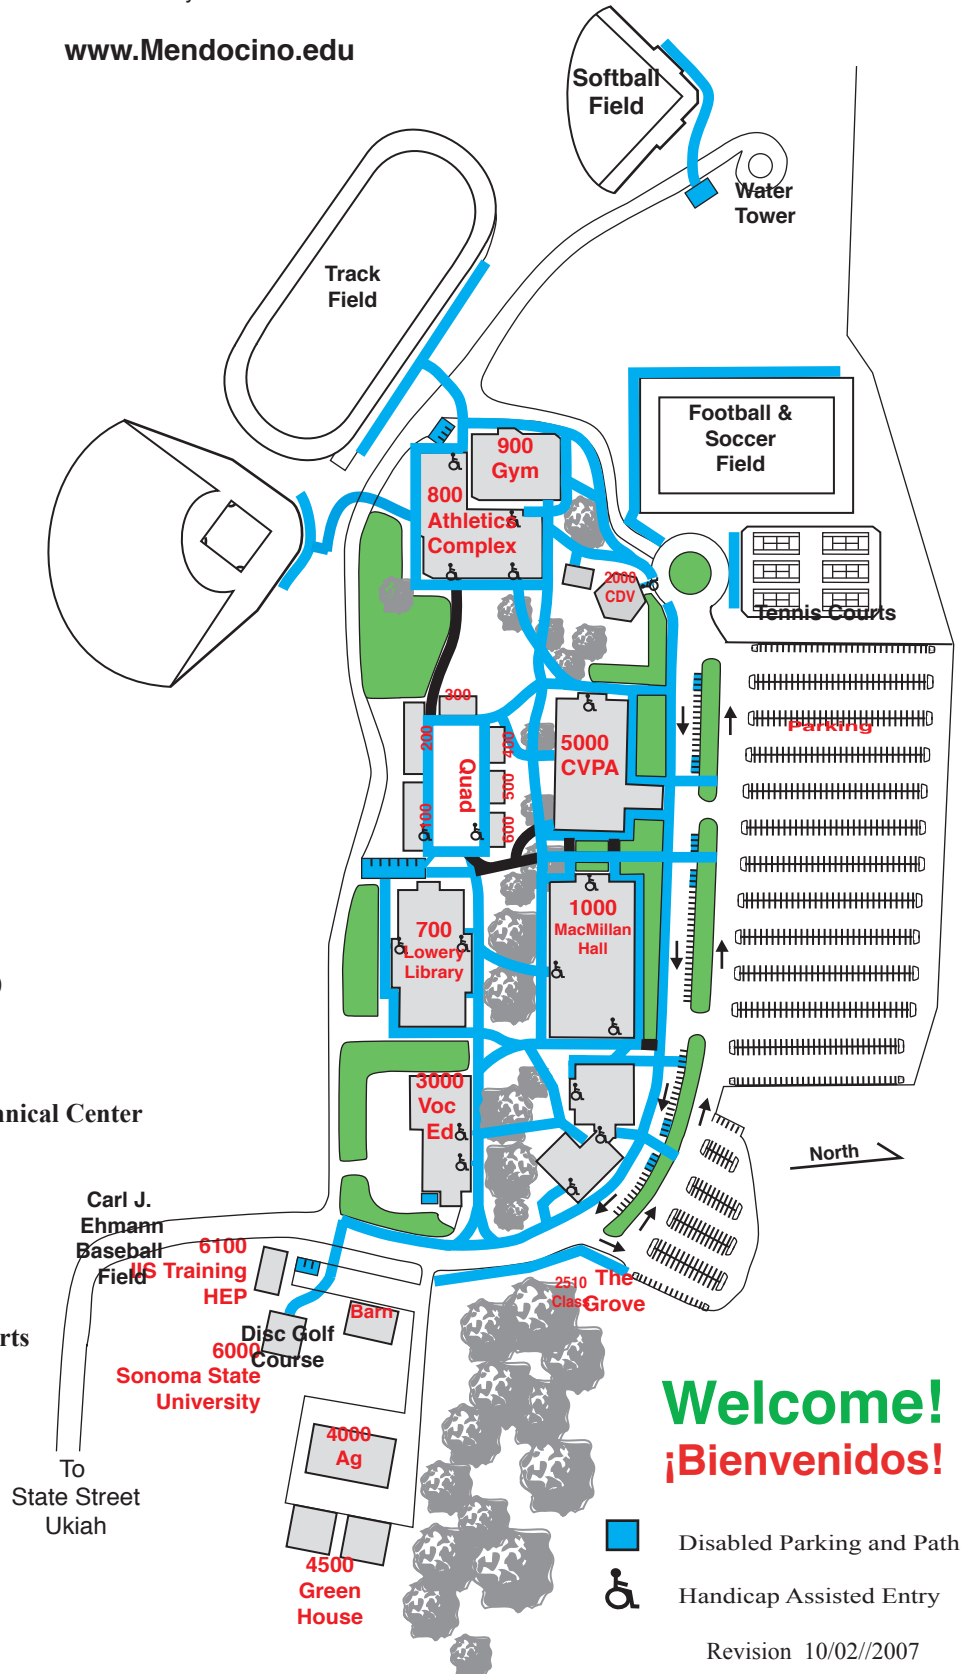 www.Mendocino.edu
Softball
Field
Water
Tower
Track
Field
Football &
Soccer
Field
900
Gym
800
Athletics
Complex
2000
CDV
Tennis Courts
300
200
400
Parking
5000
CVPA
Quad
500
100
600
1000
MacMillan
Hall
700
Lowery
Library
3000
Voc
Ed
nnical Center
North
Carl J.
Ehmann
Baseball
Field
6100
IIS Training
HEP
2510
Class
The
Grove
Barn
Disc Golf
Course
rts
6000
Sonoma State
University
Welcome!
¡Bienvenidos!
4000
Ag
To
State Street
Ukiah
4500
Green
House
Disabled Parking and Path
Handicap Assisted Entry
Revision 10/02//2007